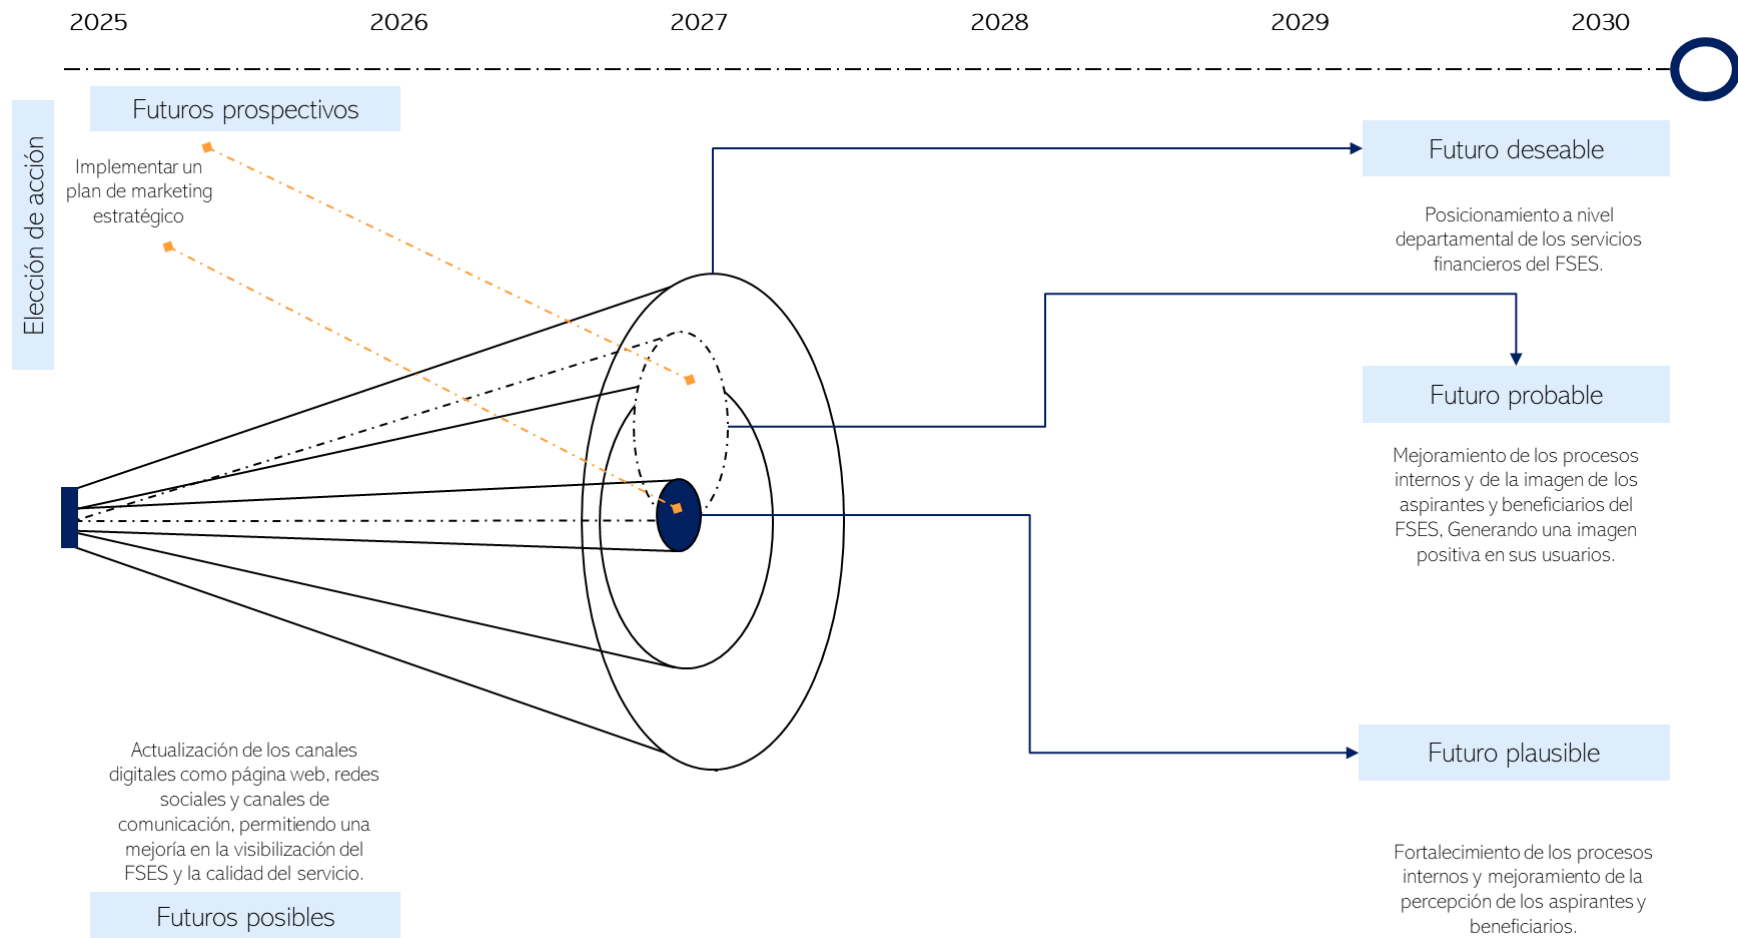 2025 2026 2027 2028 2029 2030
Elección de acción
Futuros prospectivos
Implementar un
plan de marketing
estratégico
Futuro deseable
Posicionamiento a nivel
departamental de los servicios
financieros del FSES.
Futuro probable
Mejoramiento de los procesos
internos y de la imagen de los
aspirantes y beneficiarios del
FSES, Generando una imagen
positiva en sus usuarios.
Actualización de los canales
digitales como página web, redes
sociales y canales de
comunicación, permitiendo una
mejoría en la visibilización del
FSES y la calidad del servicio.
Futuros posibles
Futuro plausible
Fortalecimiento de los procesos
internos y mejoramiento de la
percepción de los aspirantes y
beneficiarios.